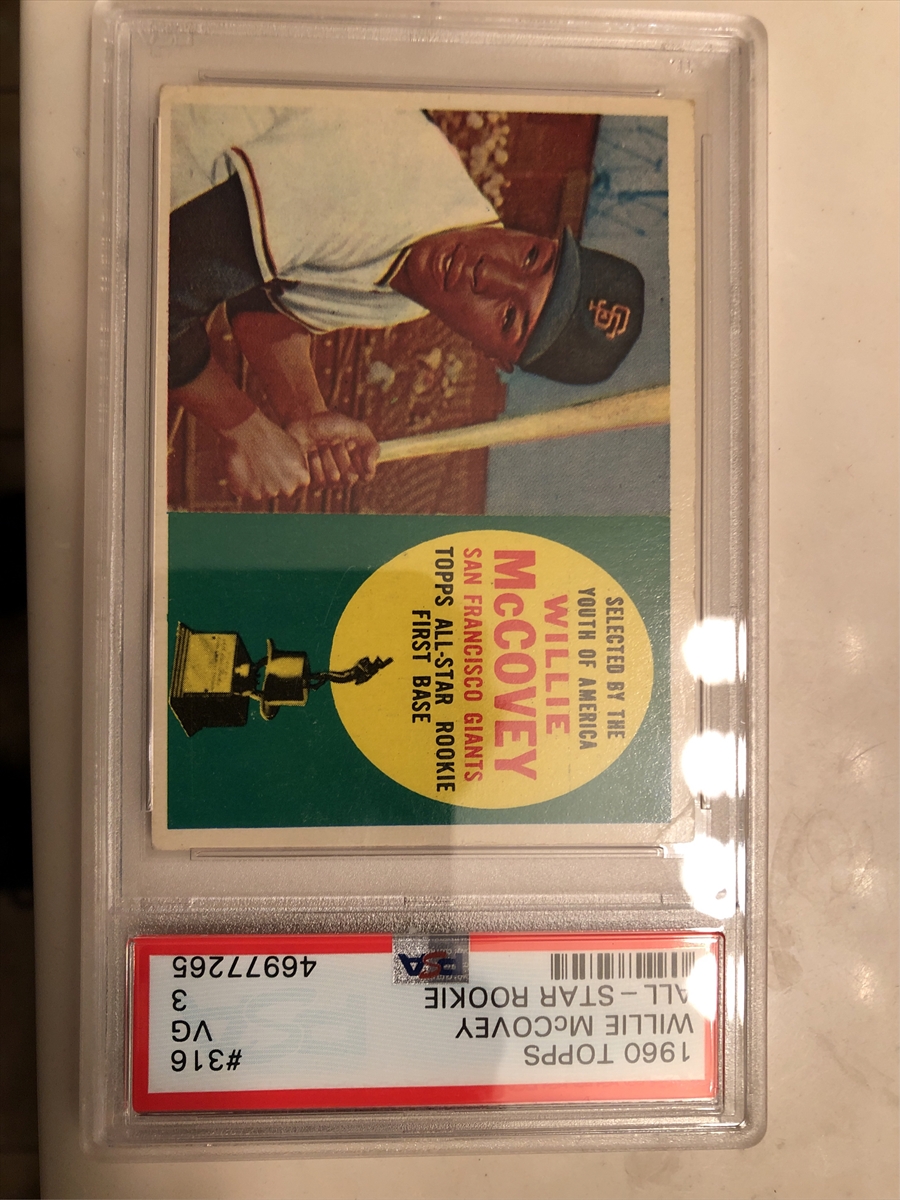 1960 TOPPS #316
WILLIE McCOVEY VG
ALL-STAR ROOKIE 3
PSA 46977265
SELECTED BY THE
YOUTH OF AMERICA
WILLIE
McCOVEY
SAN FRANCISCO GIANTS
TOPPS ALL-STAR ROOKIE
FIRST BASE
SF